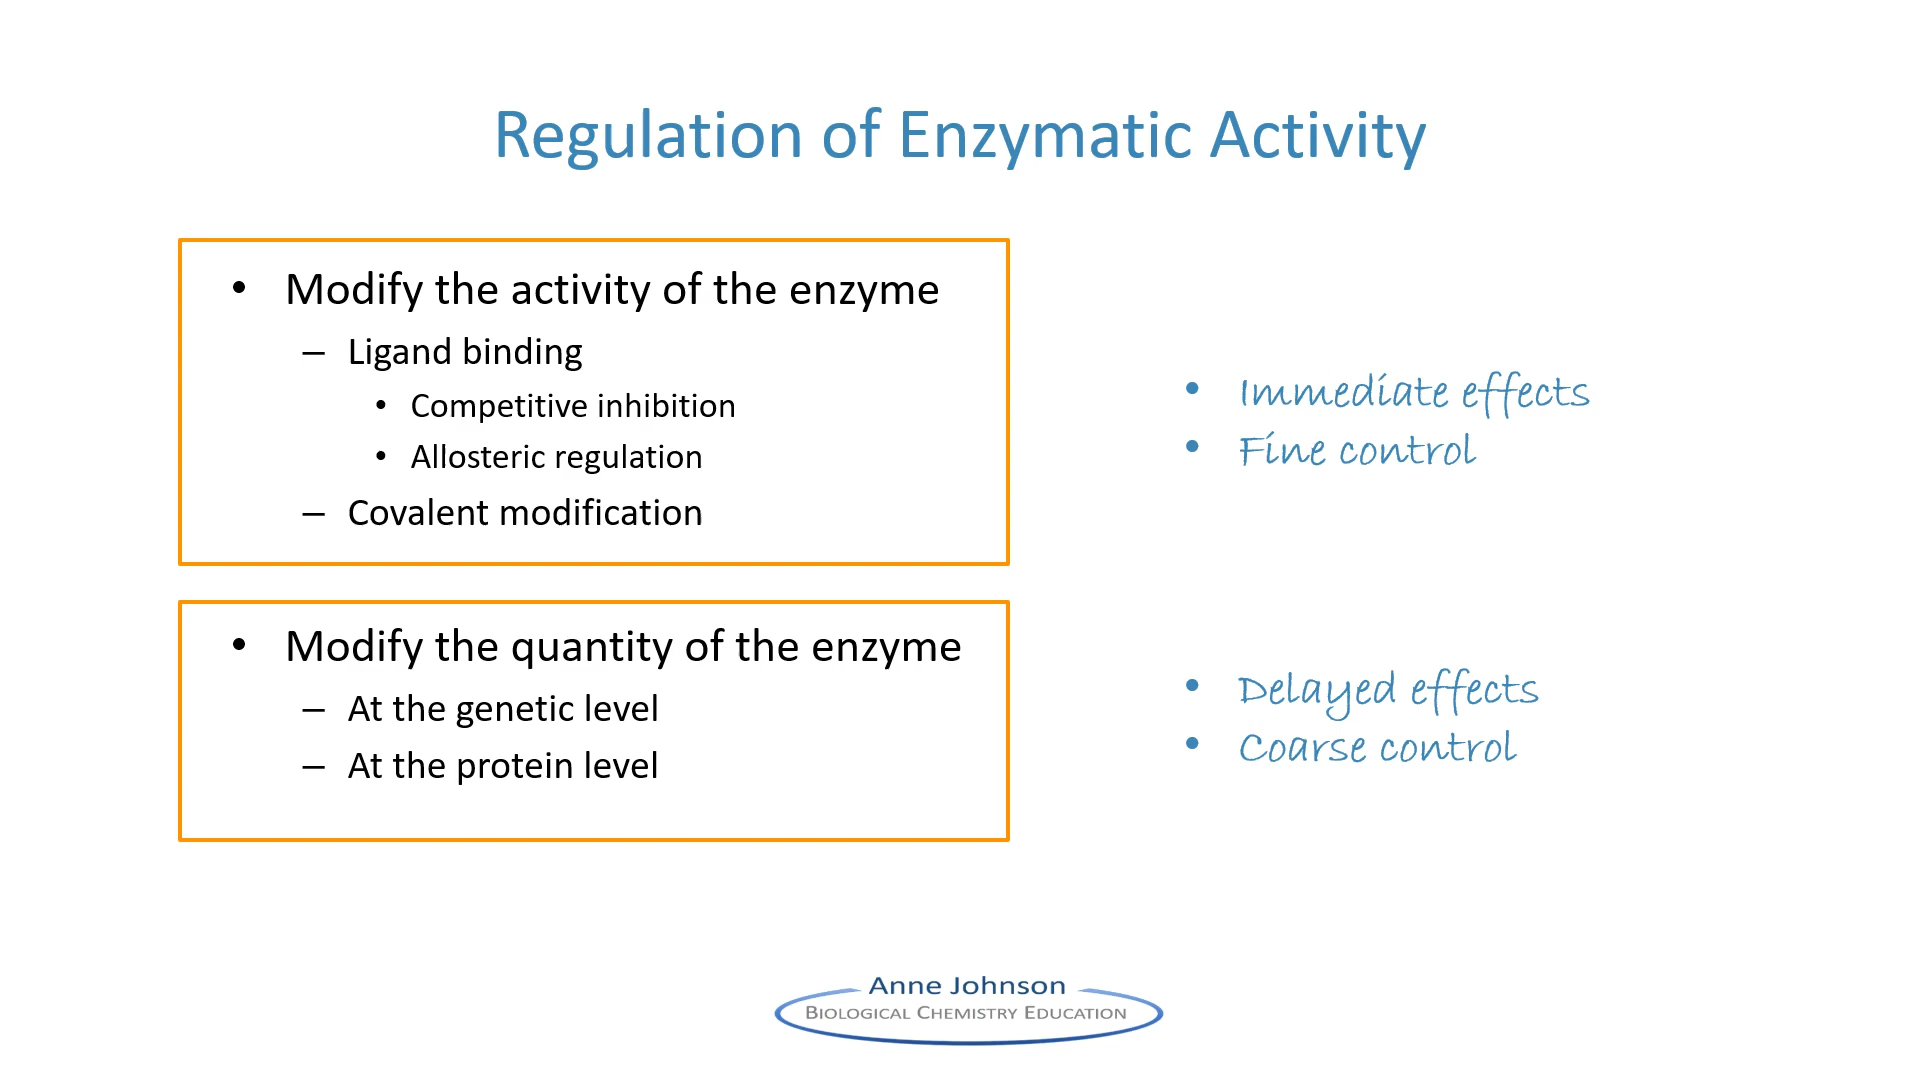 Regulation of Enzymatic Activity
• Modify the activity of the enzyme
– Ligand binding
• Competitive inhibition
• Allosteric regulation
– Covalent modification
• Immediate effects
• Fine control
• Modify the quantity of the enzyme
– At the genetic level
– At the protein level
• Delayed effects
• Coarse control
Anne Johnson
Biological Chemistry Education